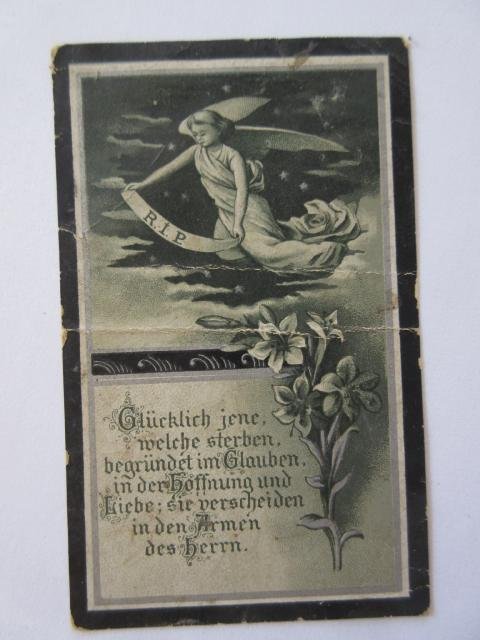 R.I.P.
Glücklich jene,
welche sterben,
begründet im Glauben,
in der Hoffnung und
Liebe; sie verscheiden
in den Armen
des Herrn.